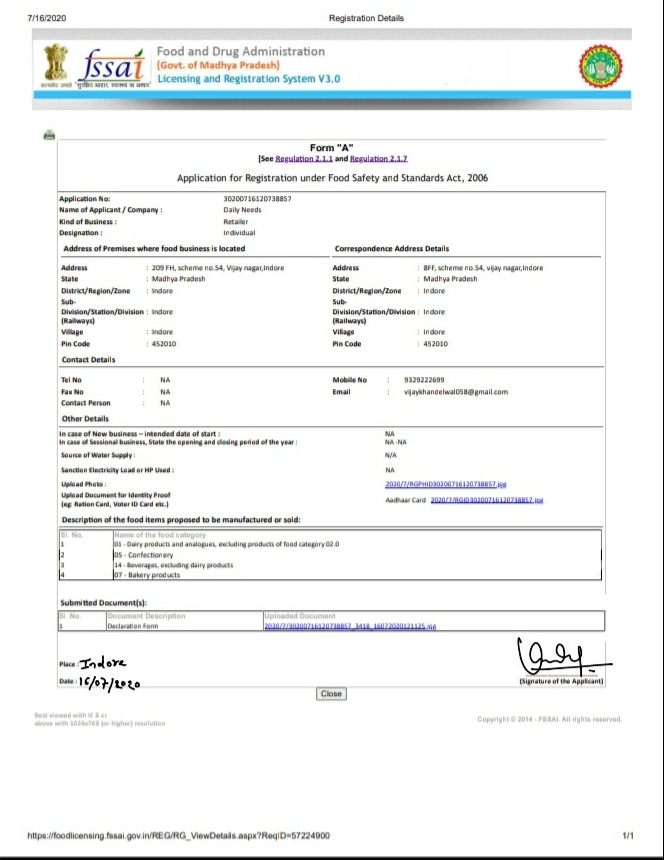 7/16/2020 Registration Details
fssai
Food and Drug Administration
(Govt. of Madhya Pradesh)
Licensing and Registration System V3.0
Form "A"
[See Regulation 2.1.1 and Regulation 2.1.7
Application for Registration under Food Safety and Standards Act, 2006
Application No: 30200716120738857
Name of Applicant / Company : Daily Needs
Kind of Business : Retailer
Designation : Individual
Address of Premises where food business is located Correspondence Address Details
Address : 209 FH, scheme no.54, Vijay nagar,Indore Address : BFF, scheme no.54, vijay nagar,Indore
State : Madhya Pradesh State : Madhya Pradesh
District/Region/Zone : Indore District/Region/Zone : Indore
Sub- Sub-
Division/Station/Division : Indore Division/Station/Division : Indore
(Railways) (Railways)
Village : Indore Village : Indore
Pin Code : 452010 Pin Code : 452010
Contact Details
Tel No : NA Mobile No : 9329222699
Fax No : NA Email : vijaykhandelwal058@gmail.com
Contact Person : NA
Other Details
In case of New business – intended date of start : NA
In case of Sessional business, State the opening and closing period of the year : NA -NA
Source of Water Supply : N/A
Sanction Electricity Load or HP Used : NA
Upload Photo : 2020/7/RGPHID30200716120738857.jpg
Upload Document for Identity Proof
(eg: Ration Card, Voter ID Card etc.) Aadhaar Card 2020/7/RGID30200716120738857.jpg
Description of the food items proposed to be manufactured or sold:
Sl. No. Name of the food category
1 01 - Dairy products and analogues, excluding products of food category 02.0
2 05 - Confectionery
3 14 - Beverages, excluding dairy products
4 07 - Bakery products
Submitted Document(s):
Sl. No. Document Description Uploaded Document
1 Declaration Form 2020/7/30200716120738857_3418_16072020121125.jpg
Place : Indore
Date : 16/07/2020 (Signature of the Applicant)
Close
Best viewed with IE 8 or
above with 1024x768 (or higher) resolution
Copyright © 2014 - FSSAI. All rights reserved.
https://foodlicensing.fssai.gov.in/REG/RG_ViewDetails.aspx?ReqID=57224900 1/1